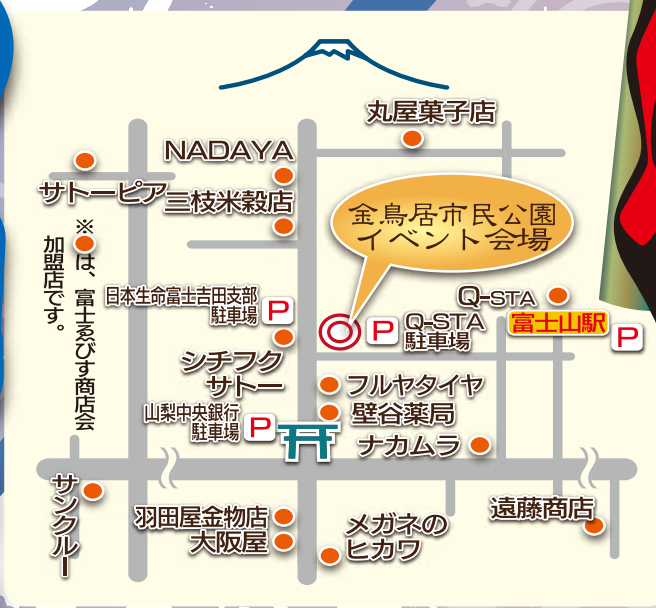 丸屋菓子店
NADAYA
サトーピア
三枝米穀店
金鳥居市民公園
イベント会場
※
は、富士ゑびす商店会
加盟店です。
日本生命富士吉田支部
駐車場
P
P
Q-STA
駐車場
Q-STA
富士山駅
P
シチフク
サトー
フルヤタイヤ
山梨中央銀行
駐車場
P
壁谷薬局
ナカムラ
サンクルー
羽田屋金物店
大阪屋
メガネの
ヒカワ
遠藤商店